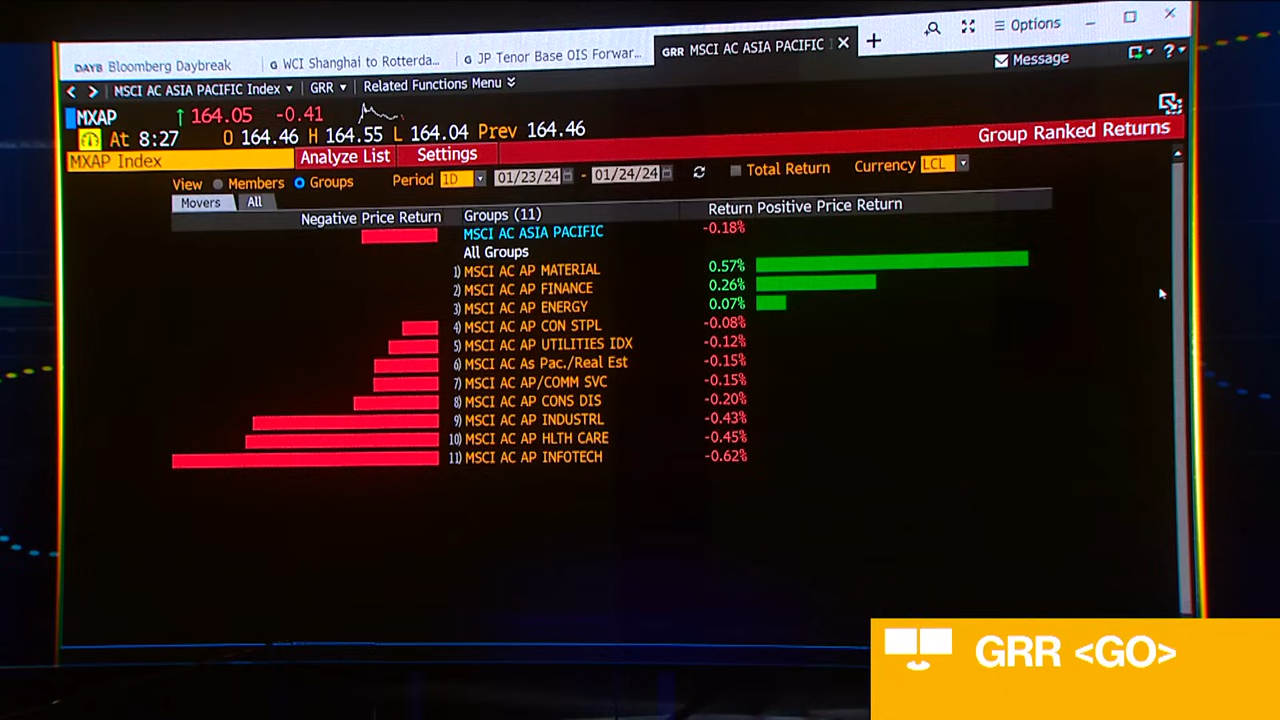 DAYB Bloomberg Daybreak
G WCI Shanghai to Rotterda...
G JP Tenor Base OIS Forwar...
GRR MSCI AC ASIA PACIFIC
Options
MSCI AC ASIA PACIFIC Index
GRR
Related Functions Menu
Message
?
MXAP
↑ 164.05 -0.41
At 8:27 O 164.46 H 164.55 L 164.04 Prev 164.46
MXAP Index
Analyze List
Settings
Group Ranked Returns
View Members Groups Period 1D 01/23/24 - 01/24/24 Total Return Currency LCL
Movers All
Negative Price Return Groups (11) Return Positive Price Return
MSCI AC ASIA PACIFIC -0.18%
All Groups
1) MSCI AC AP MATERIAL 0.57%
2) MSCI AC AP FINANCE 0.26%
3) MSCI AC AP ENERGY 0.07%
4) MSCI AC AP CON STPL -0.08%
5) MSCI AC AP UTILITIES IDX -0.12%
6) MSCI AC As Pac./Real Est -0.15%
7) MSCI AC AP/COMM SVC -0.15%
8) MSCI AC AP CONS DIS -0.20%
9) MSCI AC AP INDUSTRL -0.43%
10) MSCI AC AP HLTH CARE -0.45%
11) MSCI AC AP INFOTECH -0.62%
GRR <GO>